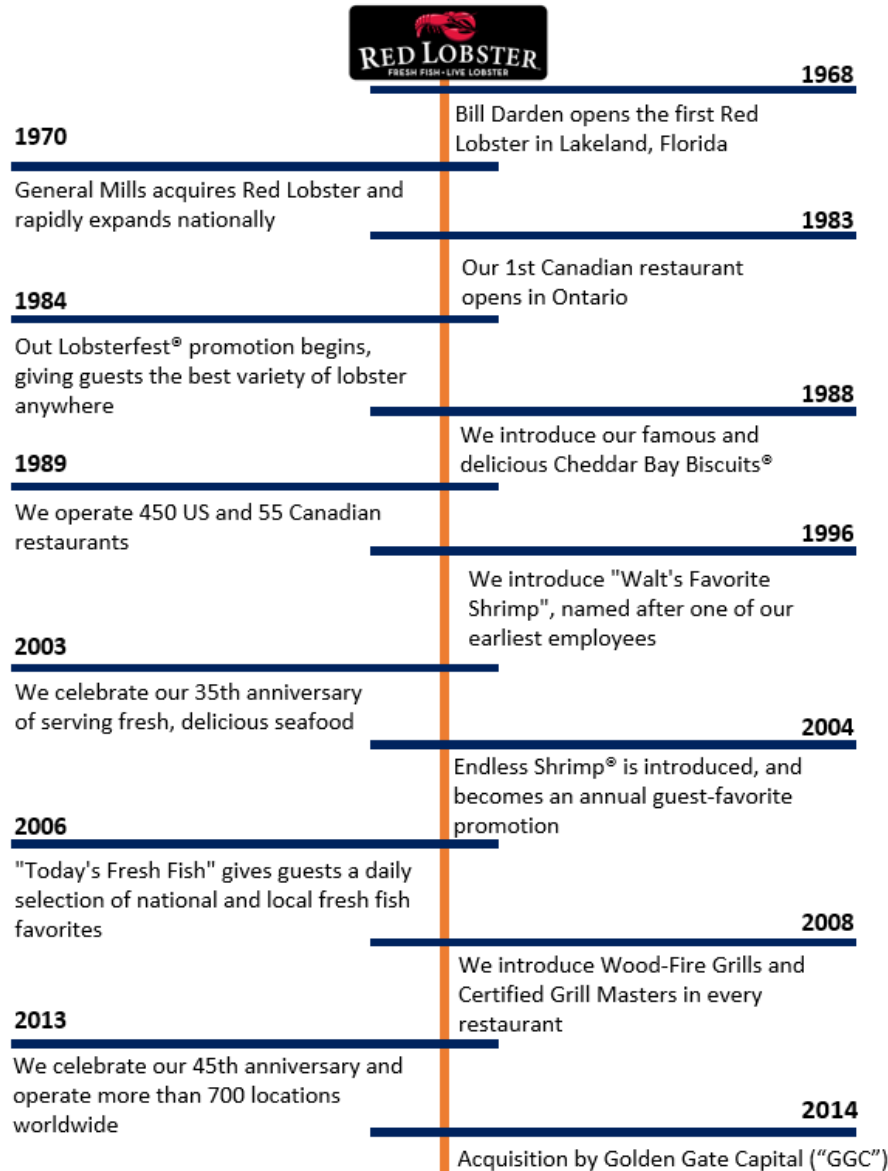 RED LOBSTER
FRESH FISH•LIVE LOBSTER
1968
Bill Darden opens the first Red
Lobster in Lakeland, Florida
1970
General Mills acquires Red Lobster and
rapidly expands nationally
1983
Our 1st Canadian restaurant
opens in Ontario
1984
Out Lobsterfest® promotion begins,
giving guests the best variety of lobster
anywhere
1988
We introduce our famous and
delicious Cheddar Bay Biscuits®
1989
We operate 450 US and 55 Canadian
restaurants
1996
We introduce "Walt's Favorite
Shrimp", named after one of our
earliest employees
2003
We celebrate our 35th anniversary
of serving fresh, delicious seafood
2004
Endless Shrimp® is introduced, and
becomes an annual guest-favorite
promotion
2006
"Today's Fresh Fish" gives guests a daily
selection of national and local fresh fish
favorites
2008
We introduce Wood-Fire Grills and
Certified Grill Masters in every
restaurant
2013
We celebrate our 45th anniversary and
operate more than 700 locations
worldwide
2014
Acquisition by Golden Gate Capital (“GGC”)